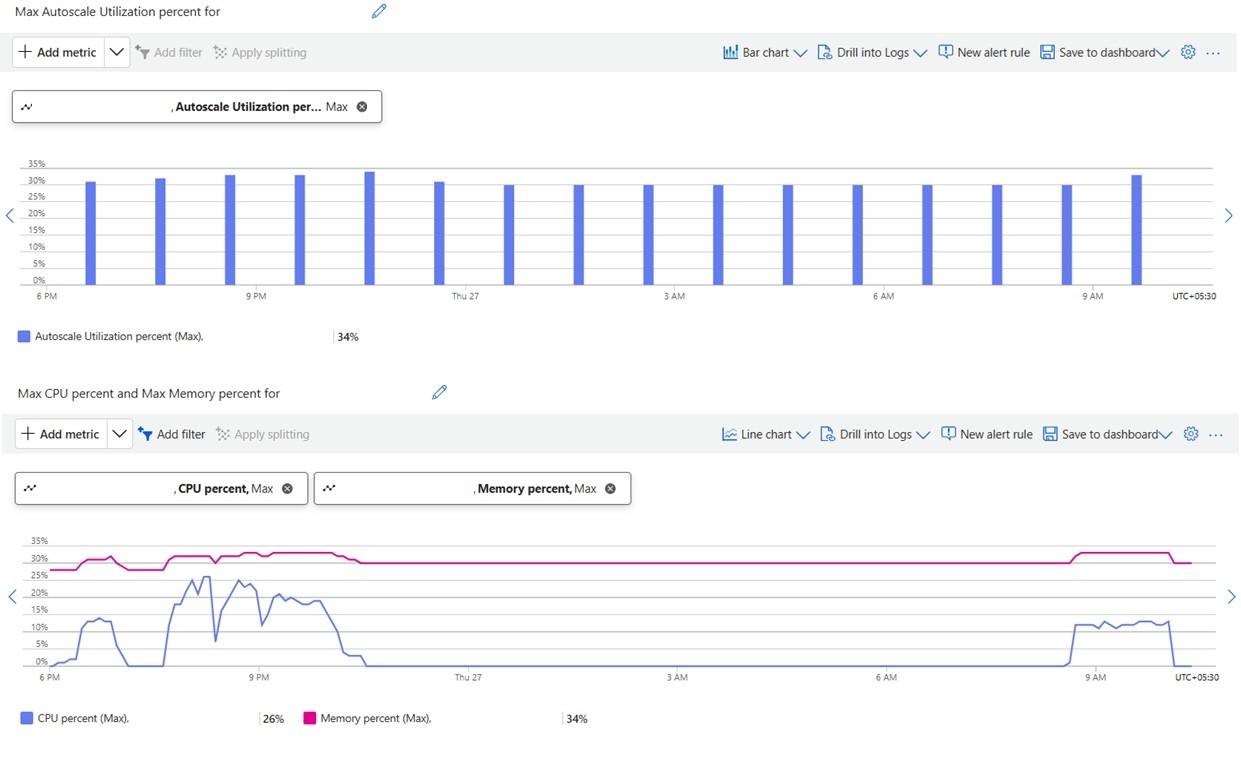 Max Autoscale Utilization percent for
Add metric Add filter Apply splitting Bar chart Drill into Logs New alert rule Save to dashboard ...
, Autoscale Utilization per... Max
35%
30%
25%
20%
15%
10%
5%
0%
6 PM 9 PM Thu 27 3 AM 6 AM 9 AM UTC+05:30
Autoscale Utilization percent (Max), 34%
Max CPU percent and Max Memory percent for
Add metric Add filter Apply splitting Line chart Drill into Logs New alert rule Save to dashboard ...
, CPU percent, Max , Memory percent, Max
35%
30%
25%
20%
15%
10%
5%
0%
6 PM 9 PM Thu 27 3 AM 6 AM 9 AM UTC+05:30
CPU percent (Max), 26% Memory percent (Max), 34%